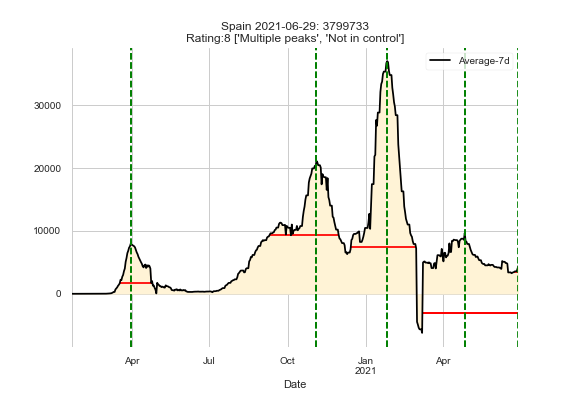 Spain 2021-06-29: 3799733
Rating:8 ['Multiple peaks', 'Not in control']
Average-7d
30000
20000
10000
0
Apr
Jul
Oct
Jan
2021
Apr
Date